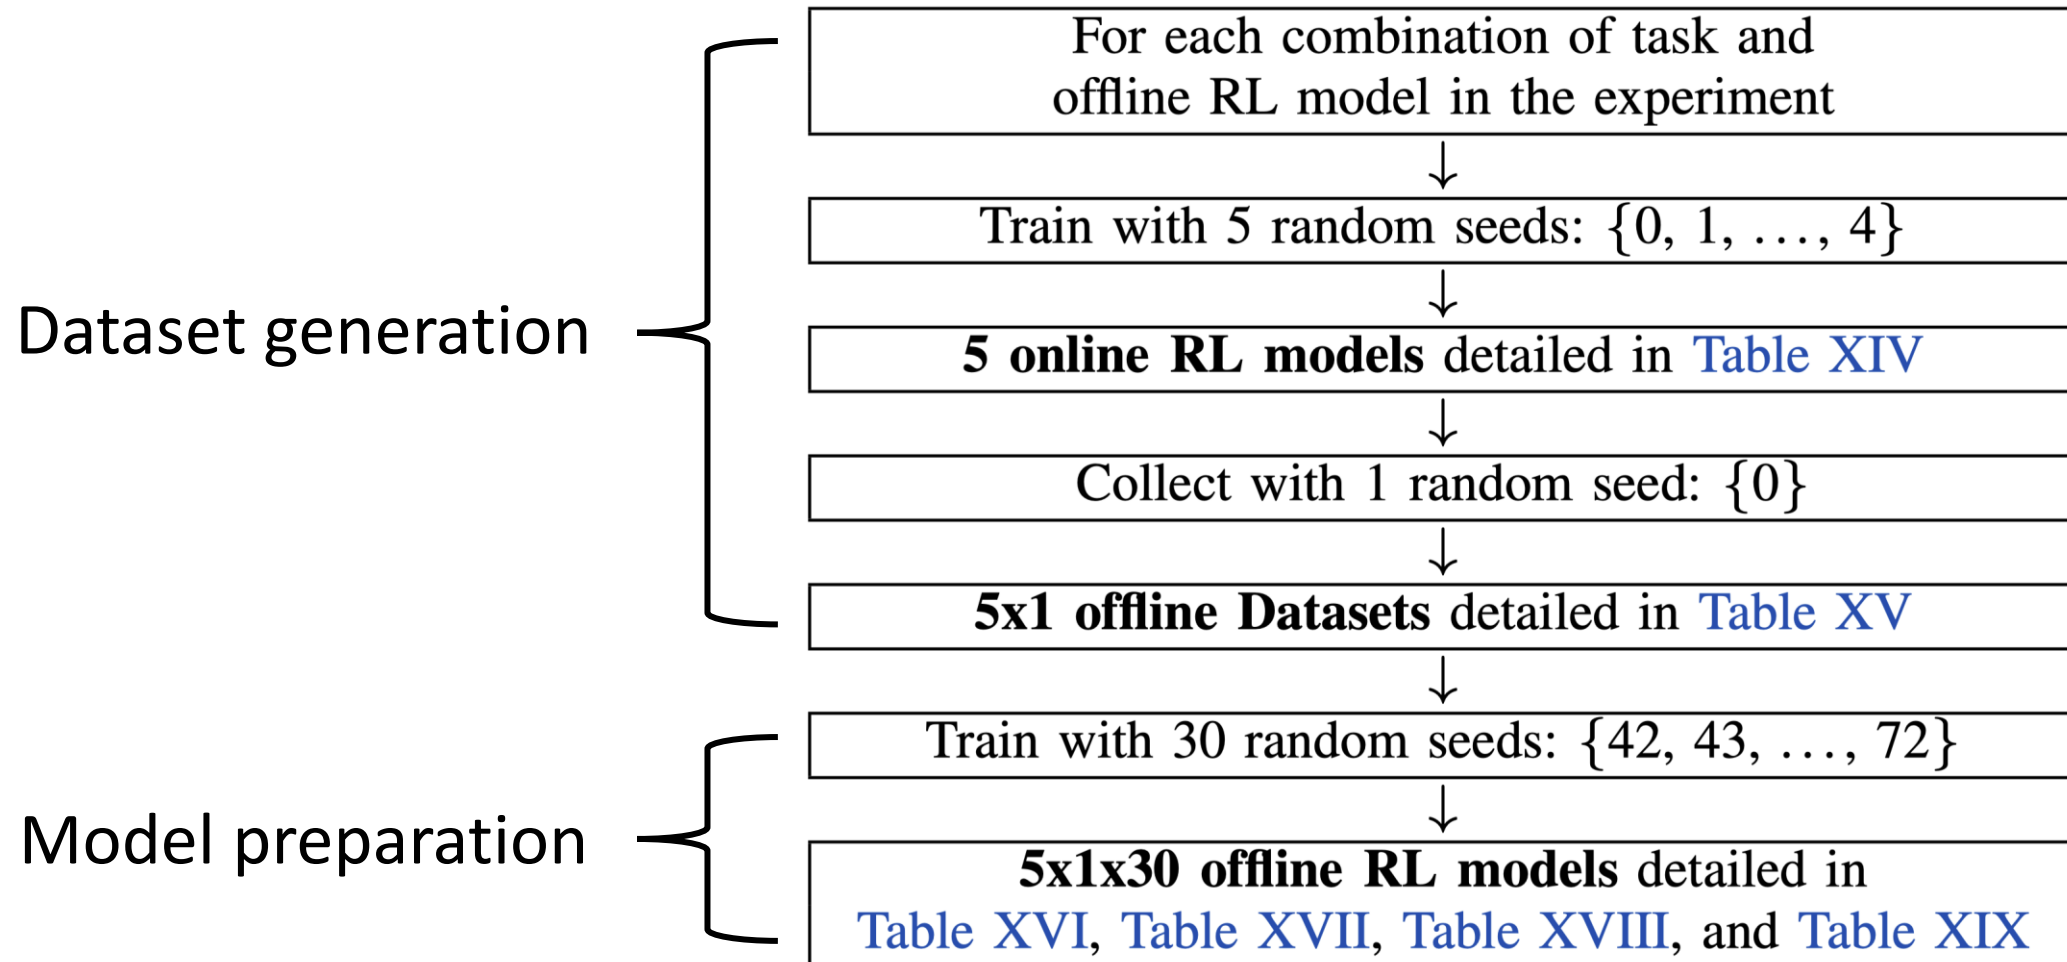 For each combination of task and
offline RL model in the experiment
↓
Train with 5 random seeds: {0, 1, ..., 4}
↓
Dataset generation
5 online RL models detailed in Table XIV
↓
Collect with 1 random seed: {0}
↓
5x1 offline Datasets detailed in Table XV
↓
Train with 30 random seeds: {42, 43, ..., 72}
↓
Model preparation
5x1x30 offline RL models detailed in
Table XVI, Table XVII, Table XVIII, and Table XIX